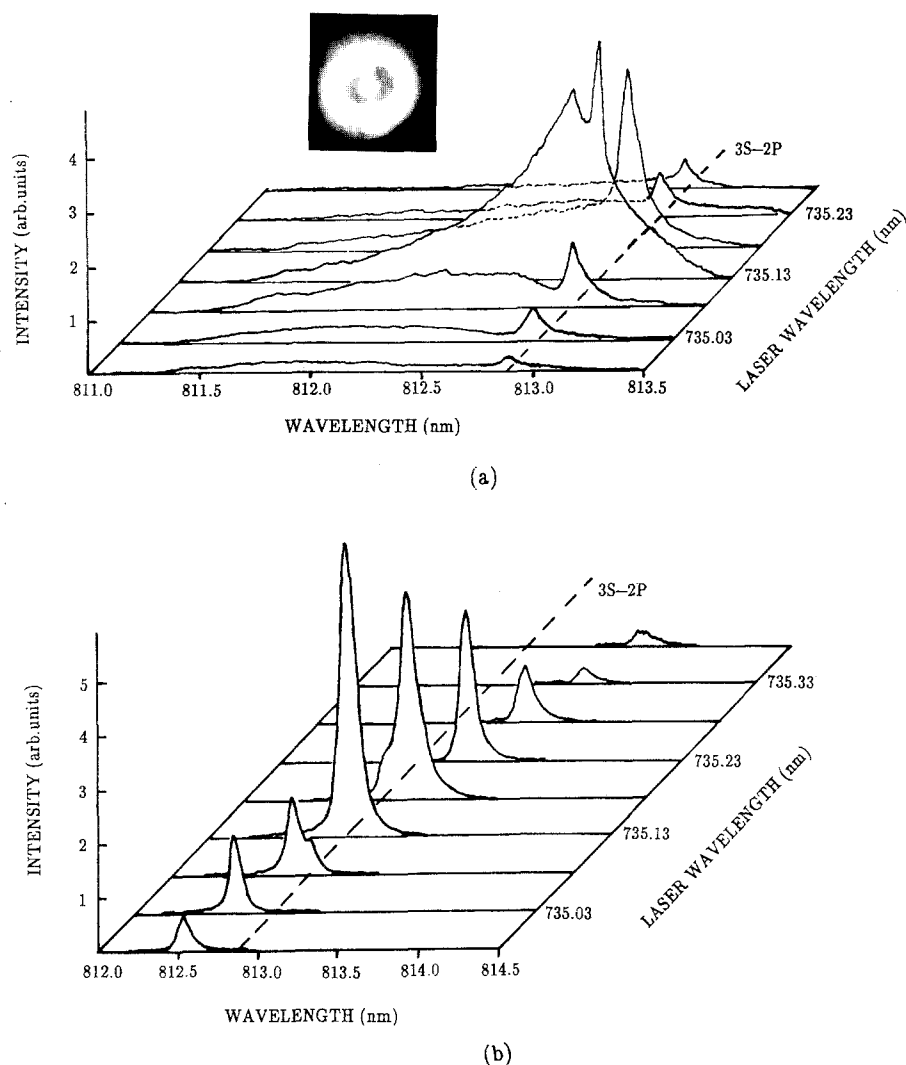 INTENSITY (arb.units)
4
3
2
1
3S–2P
735.23
735.13
735.03
LASER WAVELENGTH (nm)
811.0 811.5 812.0 812.5 813.0 813.5
WAVELENGTH (nm)
(a)
INTENSITY (arb.units)
5
4
3
2
1
3S–2P
735.33
735.23
735.13
735.03
LASER WAVELENGTH (nm)
812.0 812.5 813.0 813.5 814.0 814.5
WAVELENGTH (nm)
(b)